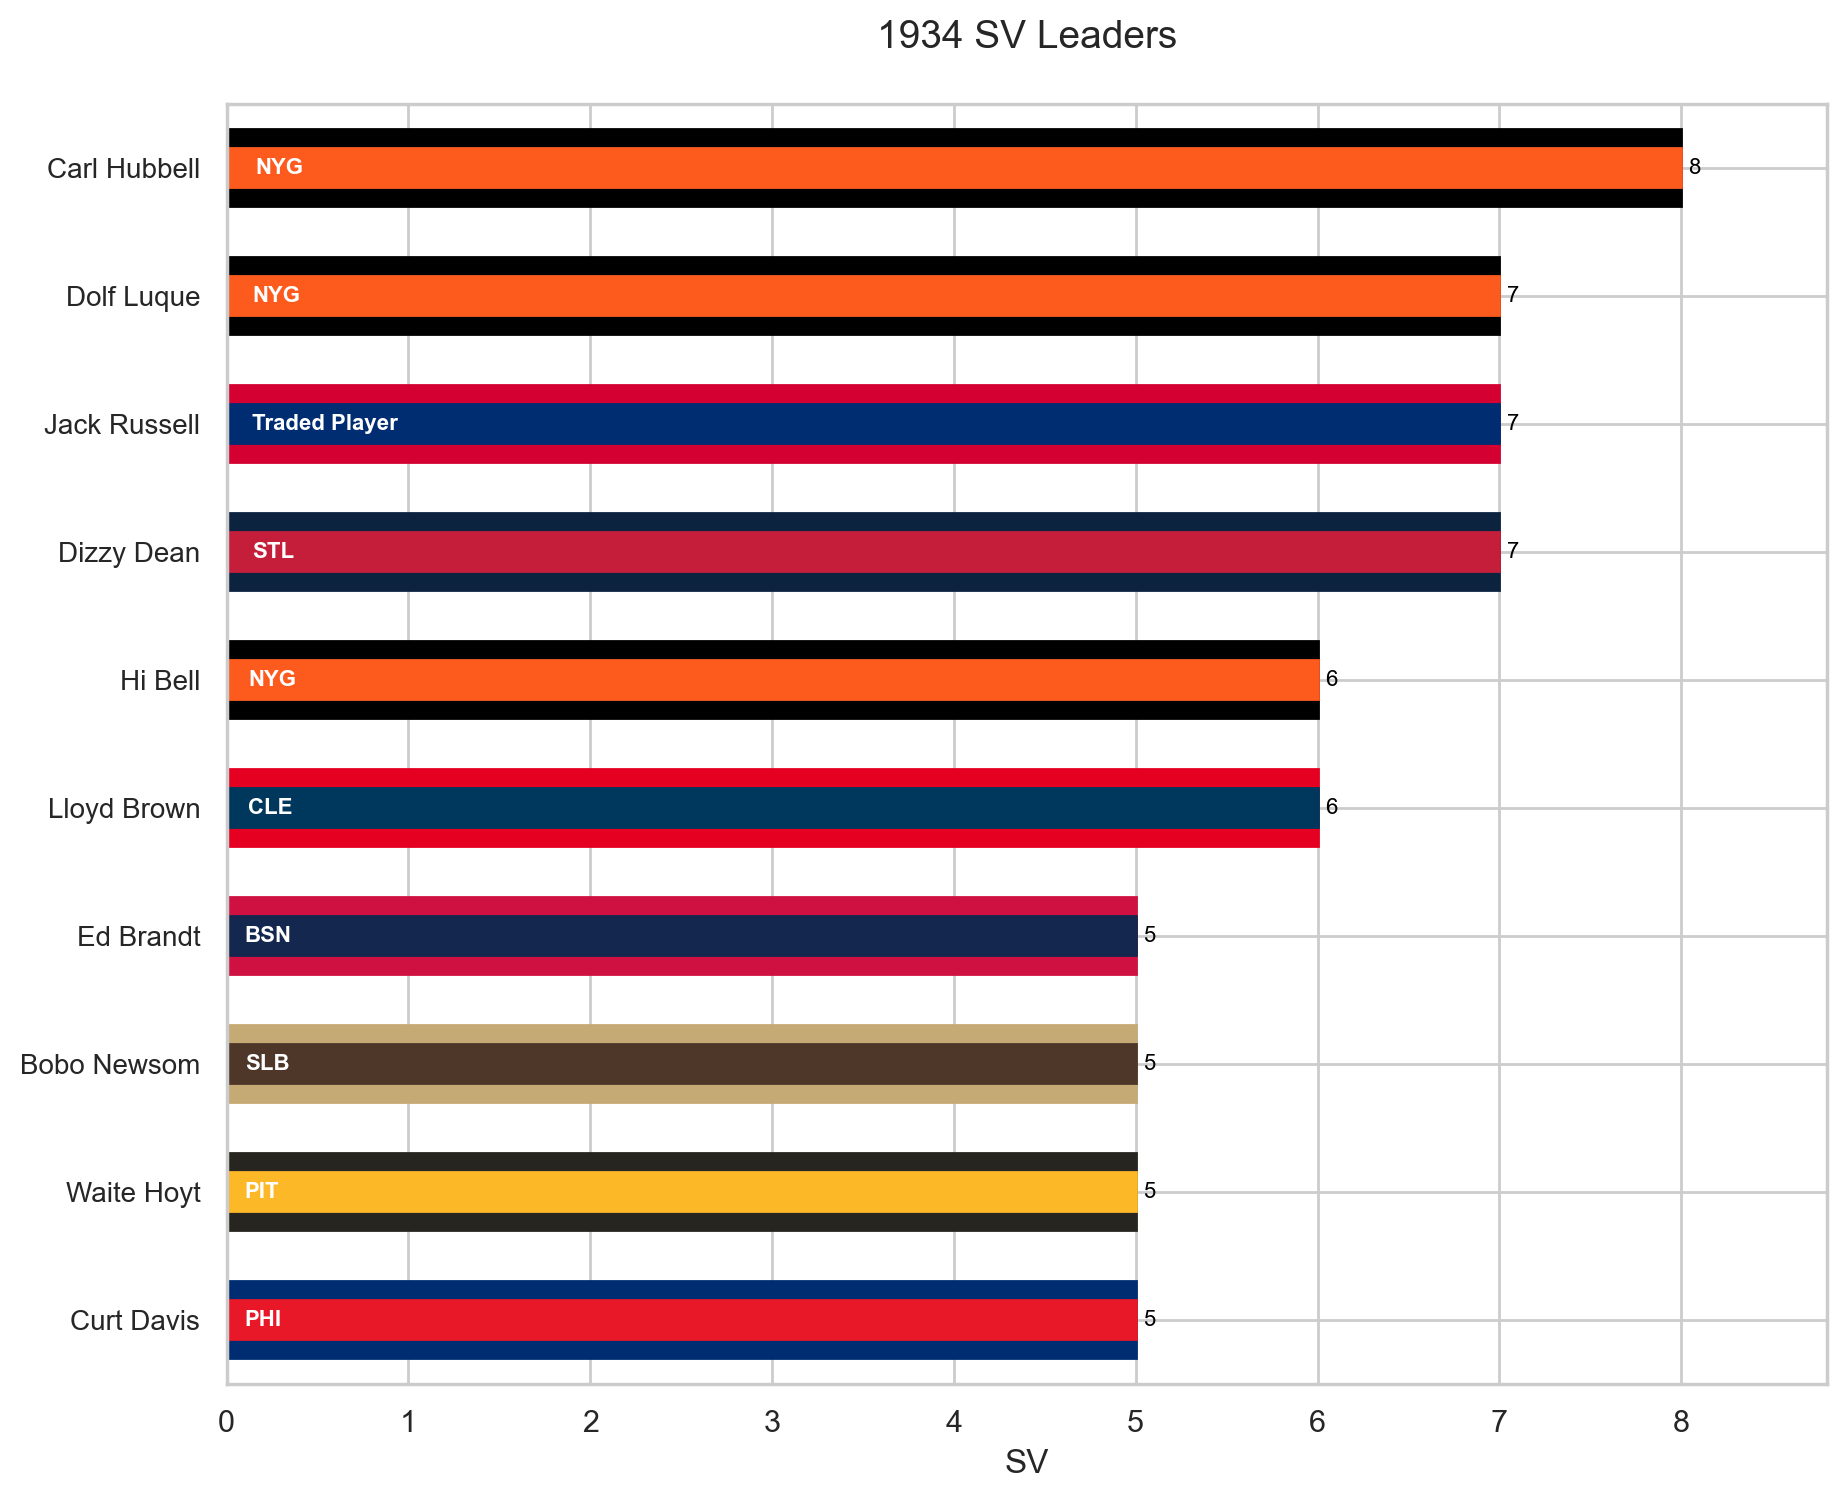 1934 SV Leaders
Carl Hubbell NYG 8
Dolf Luque NYG 7
Jack Russell Traded Player 7
Dizzy Dean STL 7
Hi Bell NYG 6
Lloyd Brown CLE 6
Ed Brandt BSN 5
Bobo Newsom SLB 5
Waite Hoyt PIT 5
Curt Davis PHI 5
0 1 2 3 4 5 6 7 8
SV